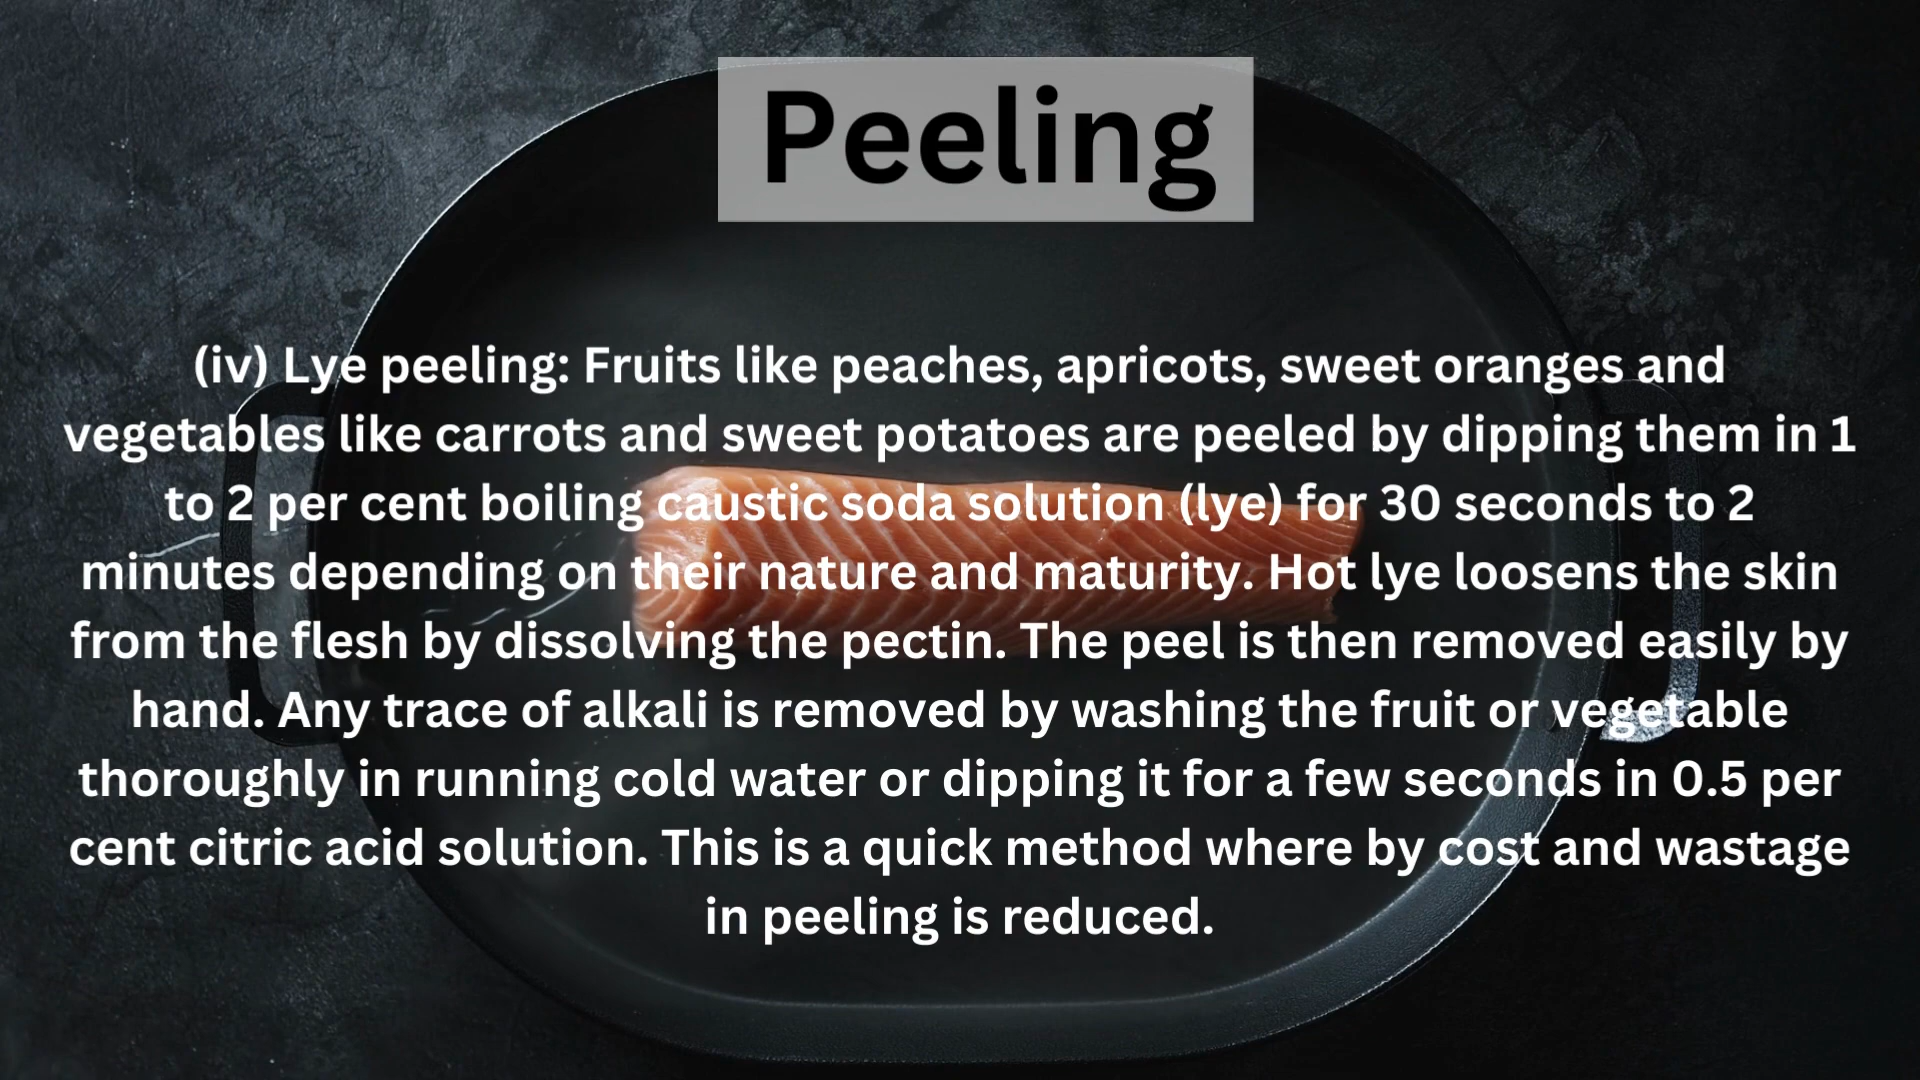 Peeling
(iv) Lye peeling: Fruits like peaches, apricots, sweet oranges and
vegetables like carrots and sweet potatoes are peeled by dipping them in 1
to 2 per cent boiling caustic soda solution (lye) for 30 seconds to 2
minutes depending on their nature and maturity. Hot lye loosens the skin
from the flesh by dissolving the pectin. The peel is then removed easily by
hand. Any trace of alkali is removed by washing the fruit or vegetable
thoroughly in running cold water or dipping it for a few seconds in 0.5 per
cent citric acid solution. This is a quick method where by cost and wastage
in peeling is reduced.